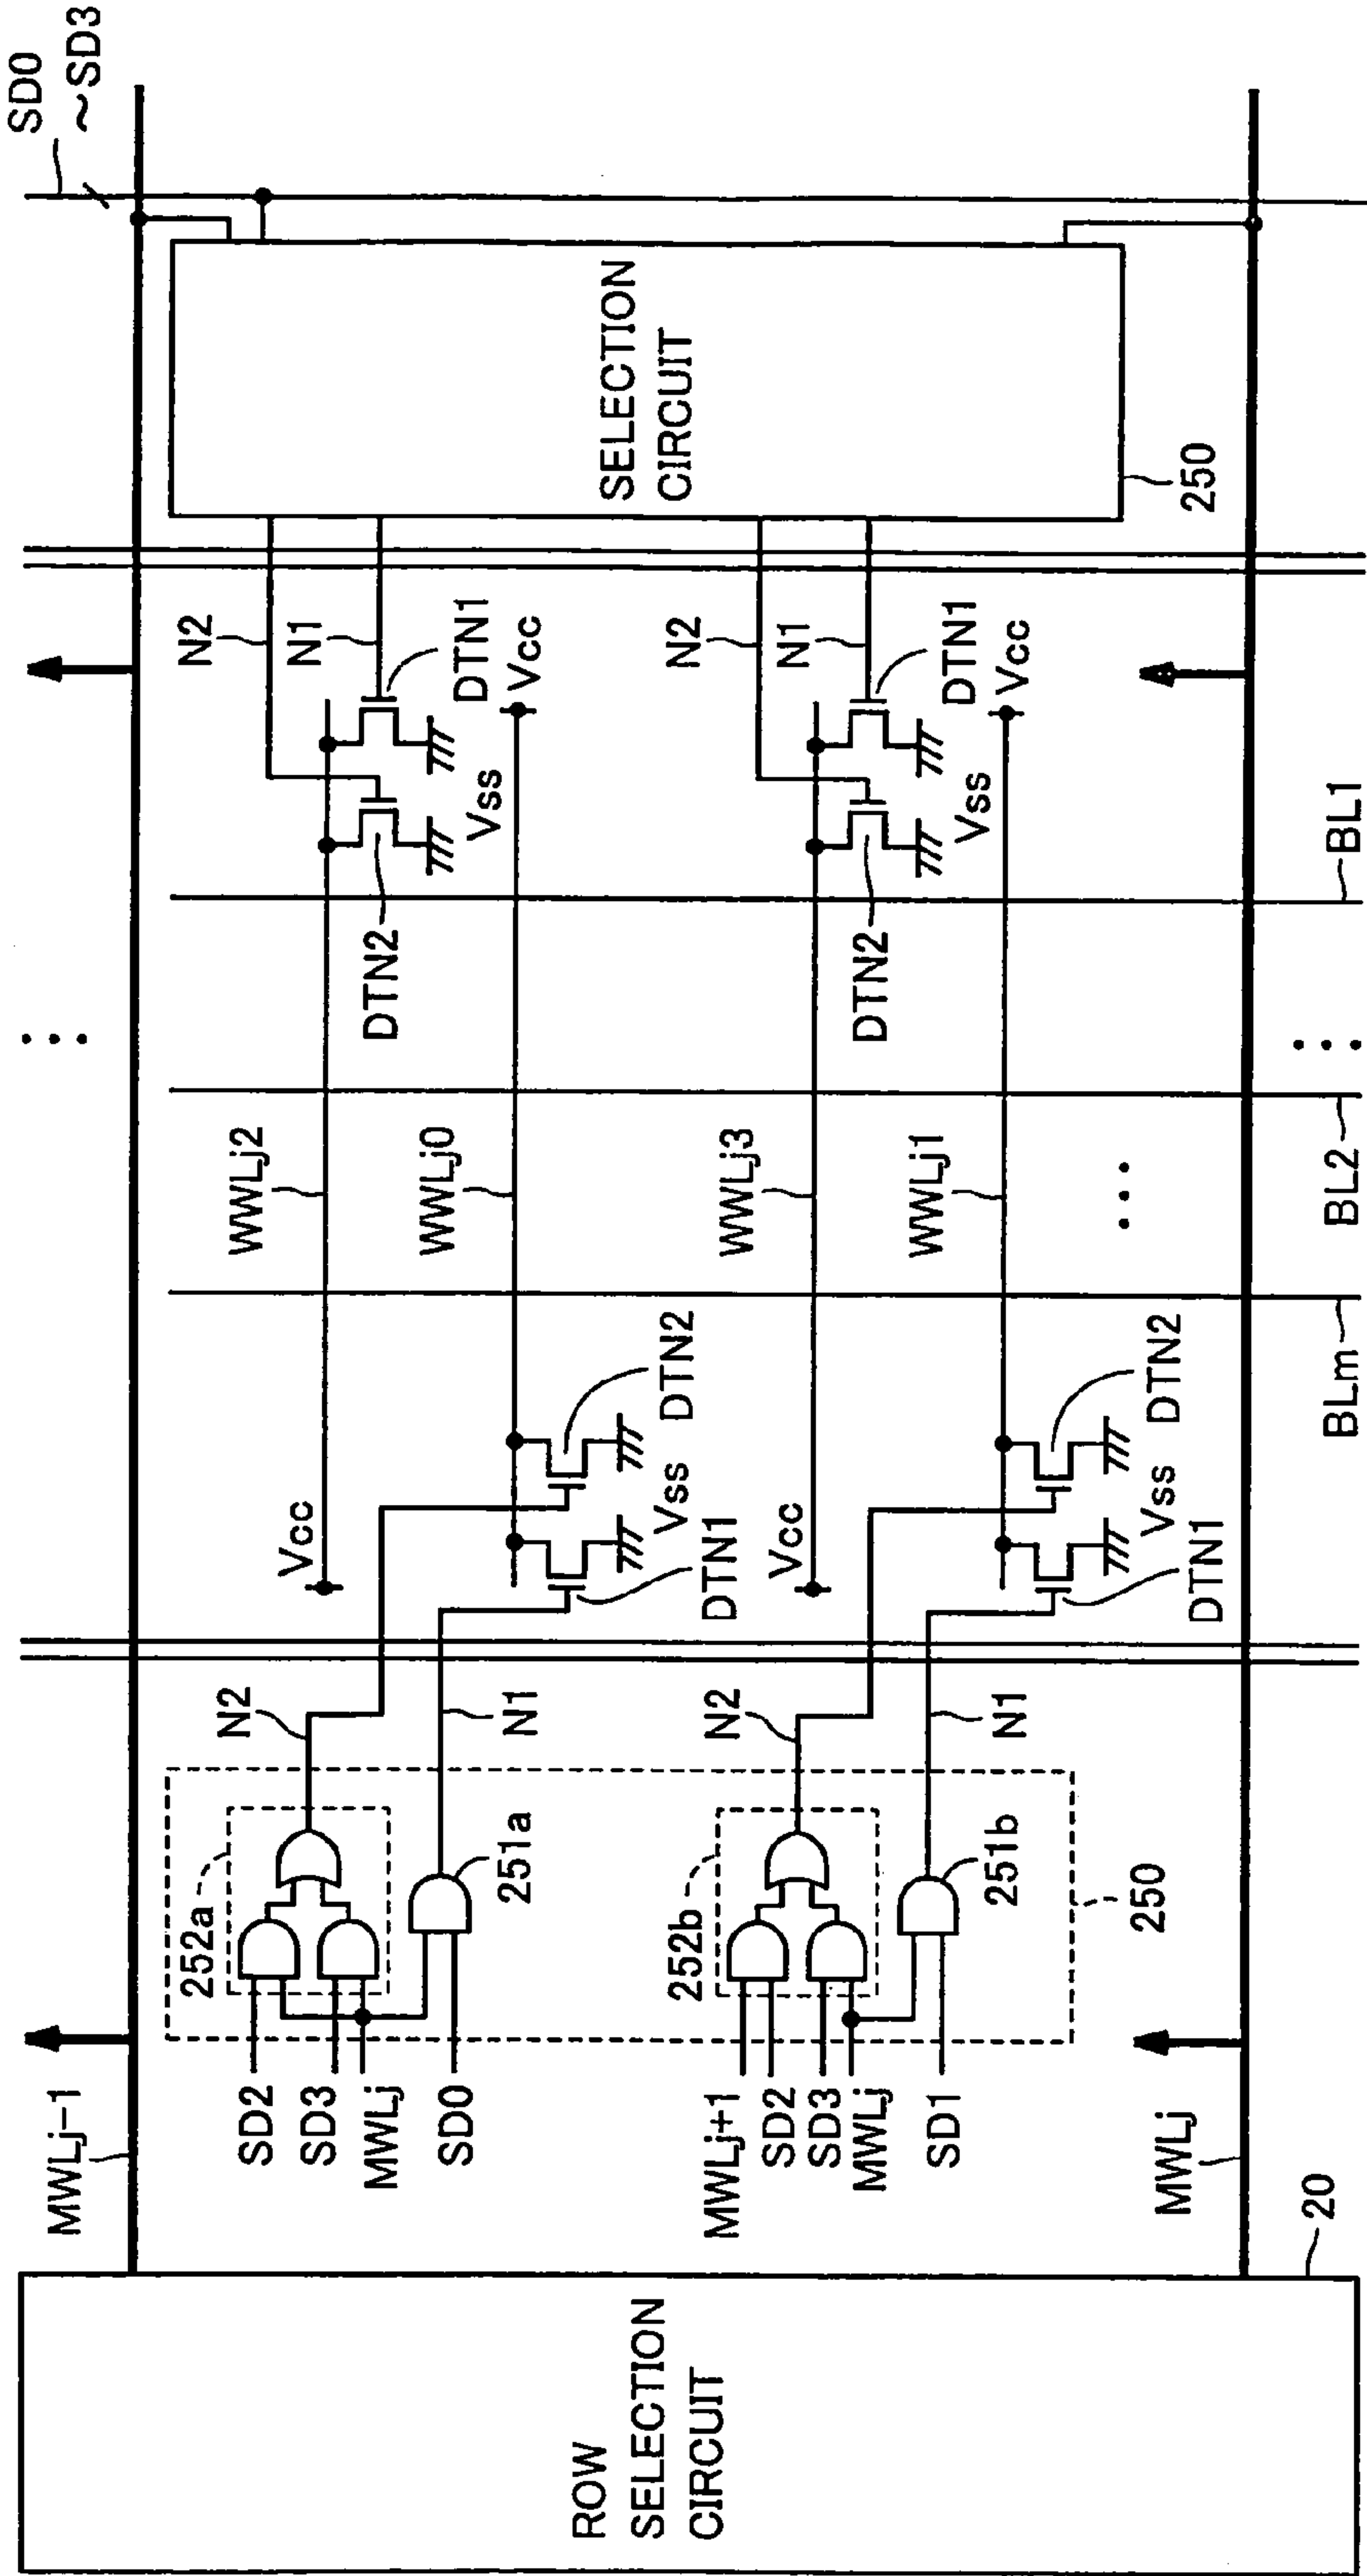 SD0
~SD3
MWLj-1
SD2
SD3
MWLj
SD0
252a
251a
N2
N1
Vcc
DTN1
Vss
DTN2
WWLj2
WWLj0
DTN2
Vss
N2
N1
DTN1
Vcc
MWLj+1
SD2
SD3
MWLj
SD1
252b
251b
250
N2
N1
Vcc
DTN1
Vss
DTN2
WWLj3
WWLj1
DTN2
Vss
N2
N1
DTN1
Vcc
SELECTION
CIRCUIT
250
ROW
SELECTION
CIRCUIT
20
MWLj
BLm
BL2
BL1